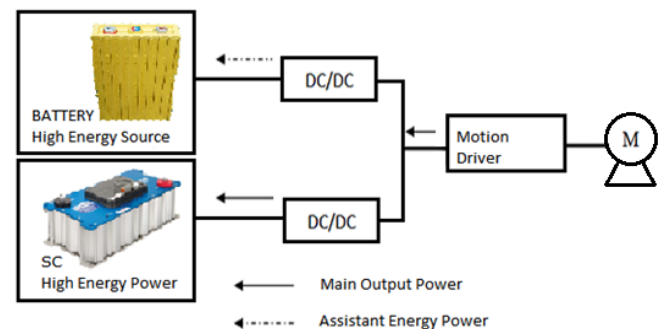 BATTERY
High Energy Source
DC/DC
Motion
Driver
M
SC
High Energy Power
DC/DC
Main Output Power
Assistant Energy Power